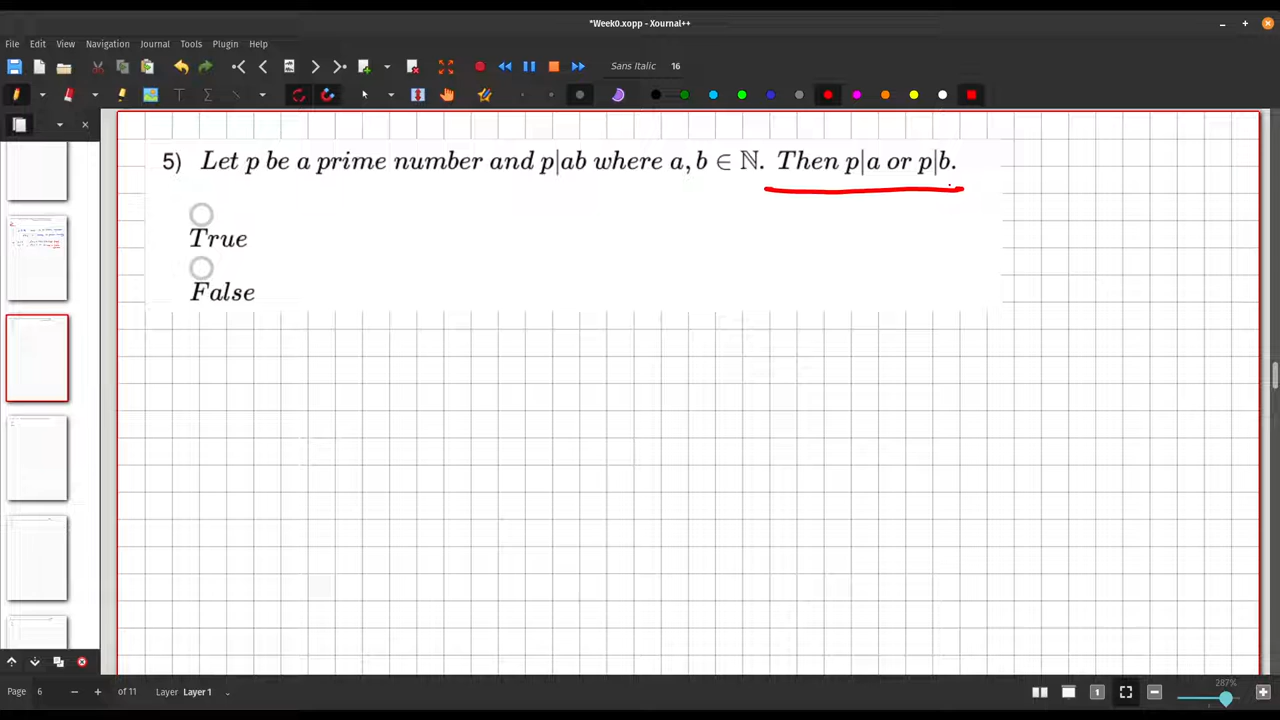 *Week0.xopp - Xournal++
File Edit View Navigation Journal Tools Plugin Help
Sans Italic 16
5) Let p be a prime number and p|ab where a, b ∈ ℕ. Then p|a or p|b.
True
False
Page 6 of 11 Layer Layer 1
287%